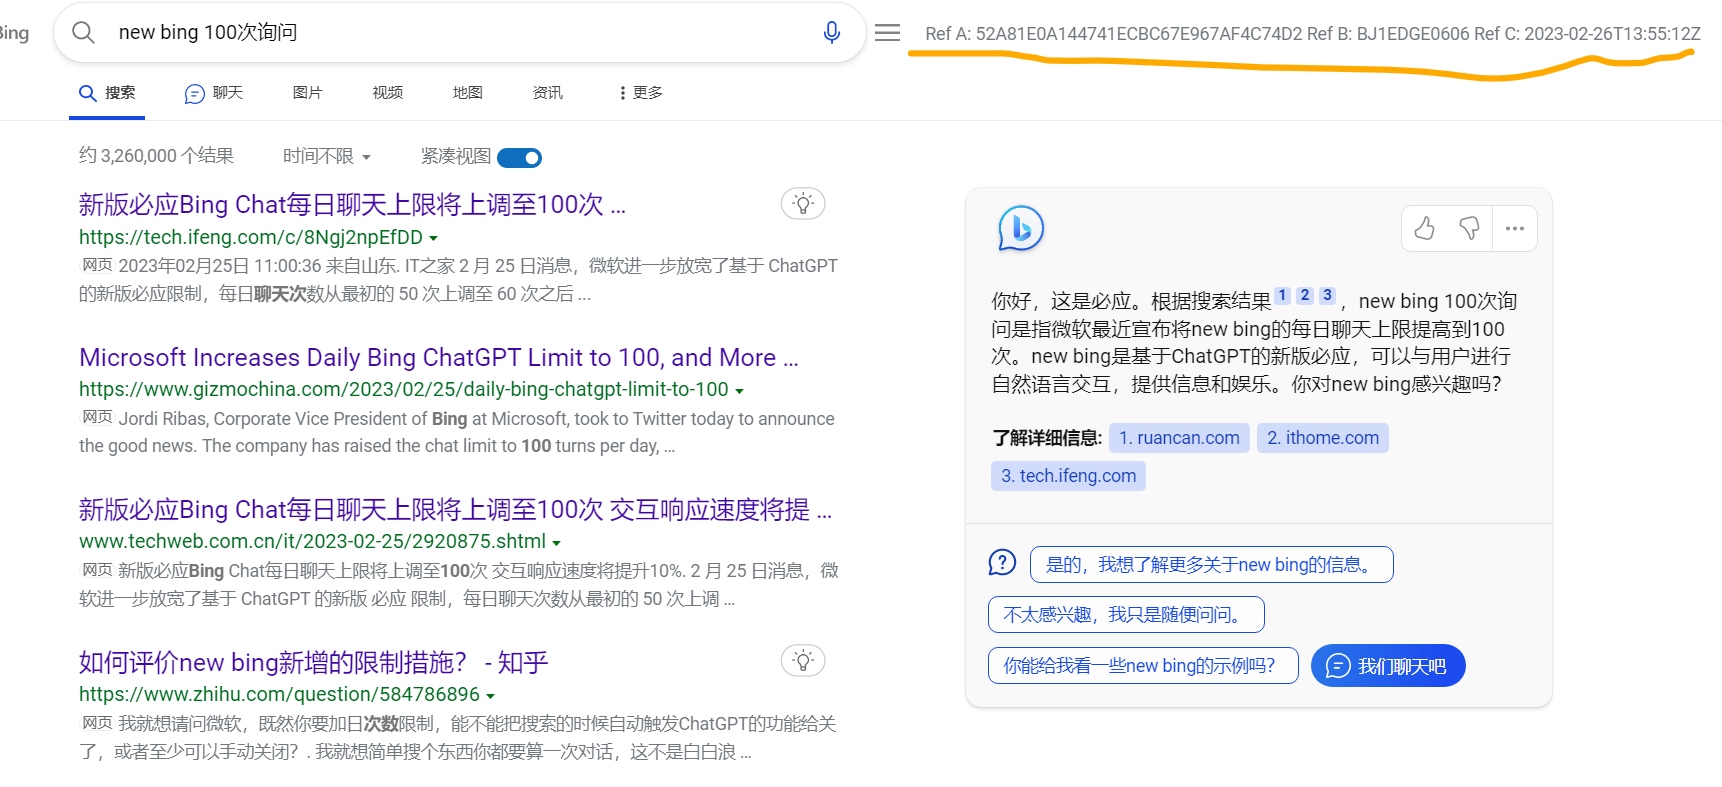 Bing
new bing 100次询问
Ref A: 52A81E0A144741ECBC67E967AF4C74D2 Ref B: BJ1EDGE0606 Ref C: 2023-02-26T13:55:12Z
搜索 聊天 图片 视频 地图 资讯 更多
约 3,260,000 个结果 时间不限 紧凑视图
新版必应Bing Chat每日聊天上限将上调至100次 ...
https://tech.ifeng.com/c/8Ngj2npEfDD
网页 2023年02月25日 11:00:36 来自山东. IT之家 2 月 25 日消息，微软进一步放宽了基于 ChatGPT
的新版必应限制，每日聊天次数从最初的 50 次上调至 60 次之后 ...
Microsoft Increases Daily Bing ChatGPT Limit to 100, and More ...
https://www.gizmochina.com/2023/02/25/daily-bing-chatgpt-limit-to-100
网页 Jordi Ribas, Corporate Vice President of Bing at Microsoft, took to Twitter today to announce
the good news. The company has raised the chat limit to 100 turns per day, ...
新版必应Bing Chat每日聊天上限将上调至100次 交互响应速度将提 ...
www.techweb.com.cn/it/2023-02-25/2920875.shtml
网页 新版必应Bing Chat每日聊天上限将上调至100次 交互响应速度将提升10%. 2 月 25 日消息，微
软进一步放宽了基于 ChatGPT 的新版 必应 限制，每日聊天次数从最初的 50 次上调 ...
如何评价new bing新增的限制措施？ - 知乎
https://www.zhihu.com/question/584786896
网页 我就想请问微软，既然你要加日次数限制，能不能把搜索的时候自动触发ChatGPT的功能给关
了，或者至少可以手动关闭？. 我就想简单搜个东西你都要算一次对话，这不是白白浪 ...
你好，这是必应。根据搜索结果1 2 3，new bing 100次询
问是指微软最近宣布将new bing的每日聊天上限提高到100
次。new bing是基于ChatGPT的新版必应，可以与用户进行
自然语言交互，提供信息和娱乐。你对new bing感兴趣吗？
了解详细信息: 1. ruancan.com 2. ithome.com
3. tech.ifeng.com
是的，我想了解更多关于new bing的信息。
不太感兴趣，我只是随便问问。
你能给我看一些new bing的示例吗？ 我们聊天吧